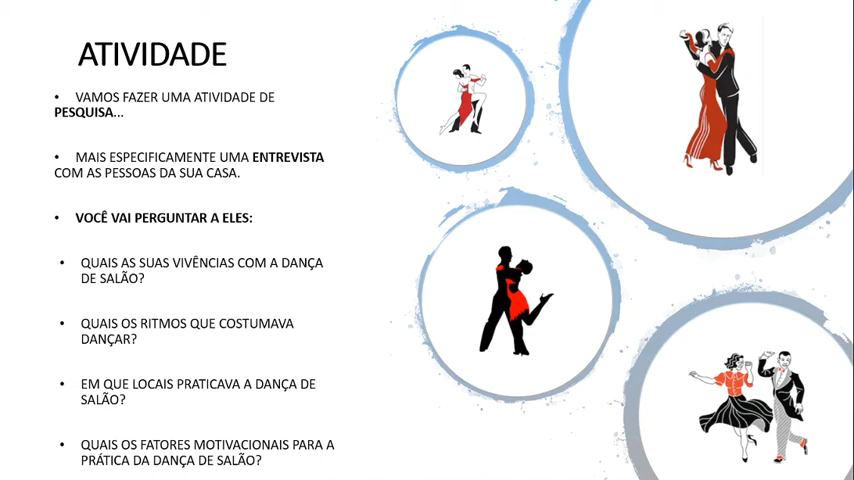 ATIVIDADE
• VAMOS FAZER UMA ATIVIDADE DE
PESQUISA...
• MAIS ESPECIFICAMENTE UMA ENTREVISTA
COM AS PESSOAS DA SUA CASA.
• VOCÊ VAI PERGUNTAR A ELES:
• QUAIS AS SUAS VIVÊNCIAS COM A DANÇA
DE SALÃO?
• QUAIS OS RITMOS QUE COSTUMAVA
DANÇAR?
• EM QUE LOCAIS PRATICAVA A DANÇA DE
SALÃO?
• QUAIS OS FATORES MOTIVACIONAIS PARA A
PRÁTICA DA DANÇA DE SALÃO?